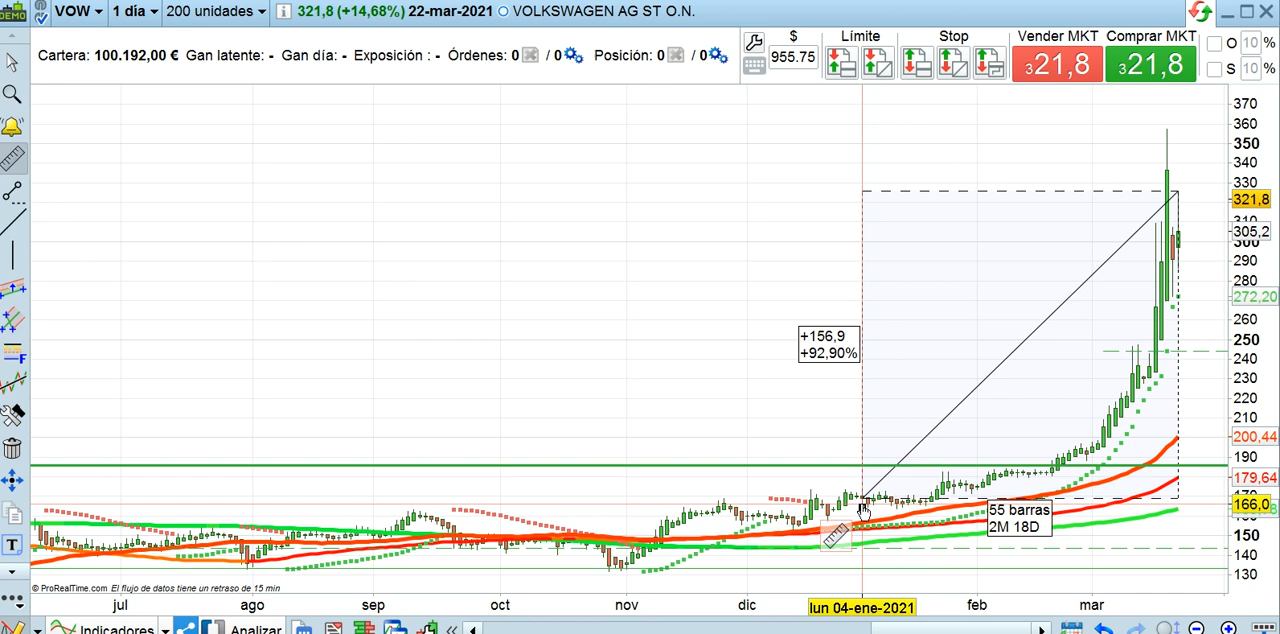 DEMO VOW 1 día 200 unidades i 321,8 (+14,68%) 22-mar-2021 VOLKSWAGEN AG ST O.N.
Cartera: 100.192,00 € Gan latente: - Gan día: - Exposición : - Órdenes: 0 / 0 Posición: 0 / 0
$ Límite Stop Vender MKT Comprar MKT O 10 %
955.75 321,8 321,8 S 10 %
370
360
350
340
330
321,8
310
305,2
300
290
280
272,20
260
250
240
230
220
210
200,44
190
179,64
166,0
150
140
130
+156,9
+92,90%
55 barras
2M 18D
F
T
© ProRealTime.com El flujo de datos tiene un retraso de 15 min
jul ago sep oct nov dic lun 04-ene-2021 feb mar
Indicadores Analizar